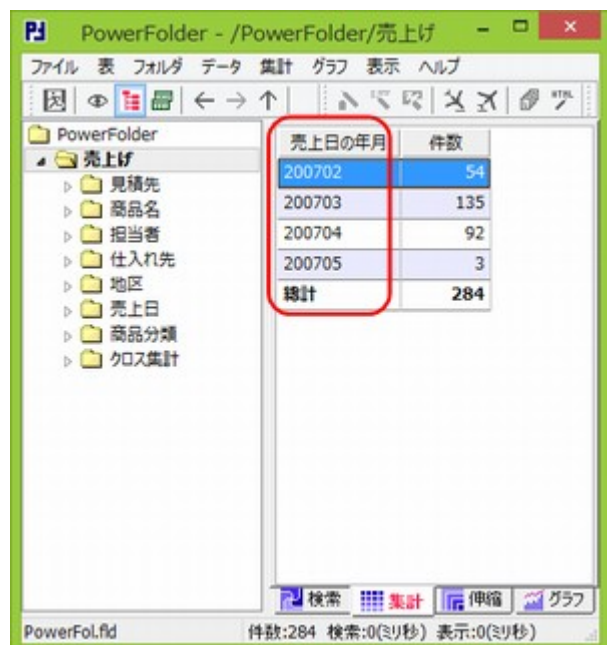 PowerFolder - /PowerFolder/売上げ
ファイル 表 フォルダ データ 集計 グラフ 表示 ヘルプ
HTML
PowerFolder
売上げ
見積先
商品名
担当者
仕入れ先
地区
売上日
商品分類
クロス集計
売上日の年月 件数
200702 54
200703 135
200704 92
200705 3
総計 284
検索 集計 伸縮 グラフ
PowerFol.fld 件数:284 検索:0(ミリ秒) 表示:0(ミリ秒)